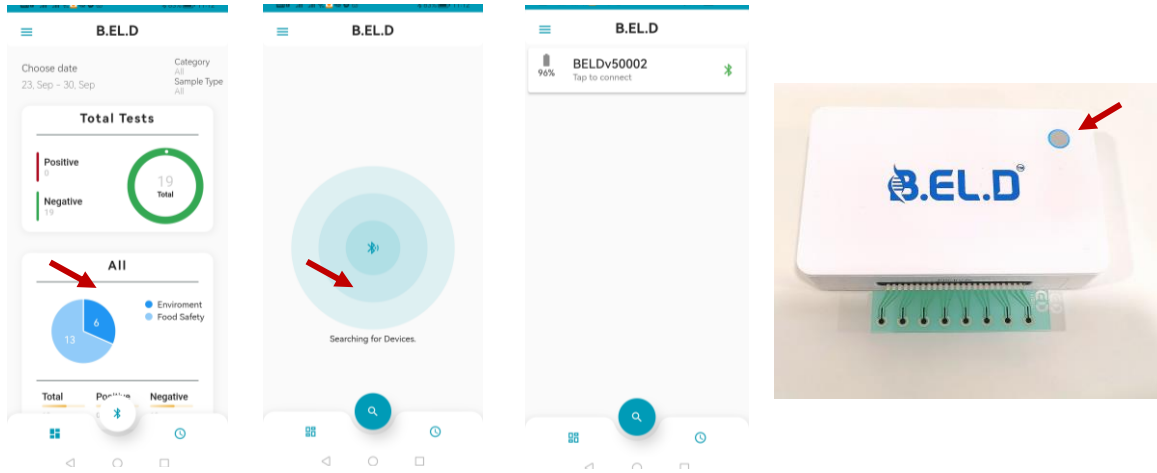 B.EL.D
Choose date
23, Sep - 30, Sep
Category
All
Sample Type
All
Total Tests
Positive
0
Negative
19
19
Total
All
6
13
Enviroment
Food Safety
Total
Negative
B.EL.D
Searching for Devices.
B.EL.D
96%
BELDv50002
Tap to connect
B.EL.D